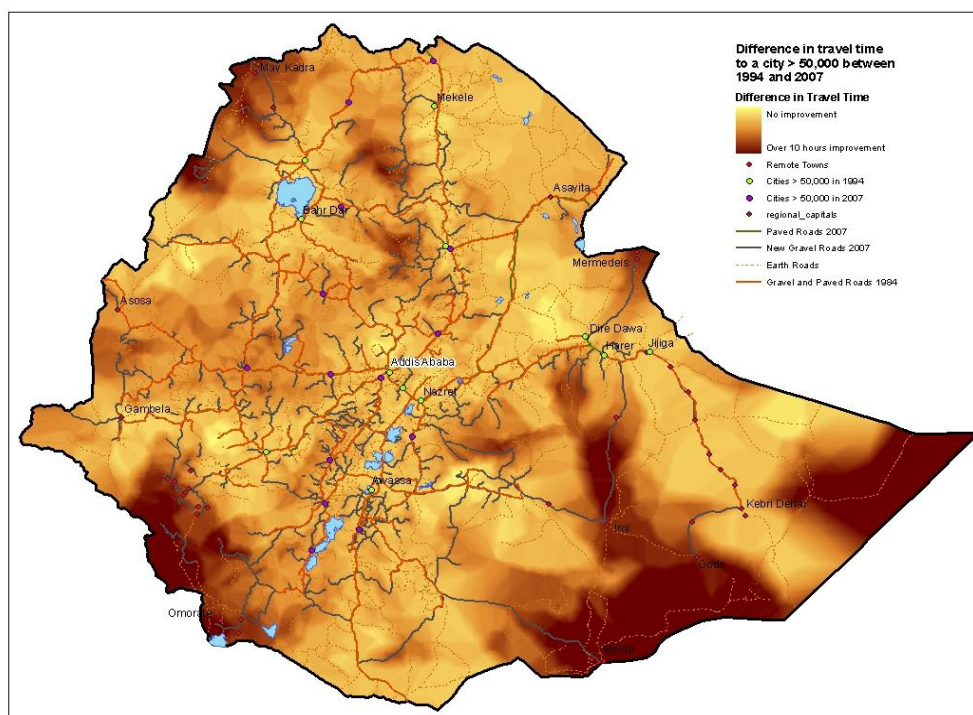 Difference in travel time
to a city > 50,000 between
1994 and 2007
Difference in Travel Time
No improvement
Over 10 hours improvement
Remote Towns
Cities > 50,000 in 1994
Cities > 50,000 in 2007
regional_capitals
Paved Roads 2007
New Gravel Roads 2007
Earth Roads
Gravel and Paved Roads 1994
May Kadra
Mekele
Asayita
Bahr Dar
Mermedeis
Asosa
Dire Dawa
Harer
Jijiga
Addis Ababa
Nazret
Gambela
Awassa
Kebri Dehar
Imi
Gode
Omorate